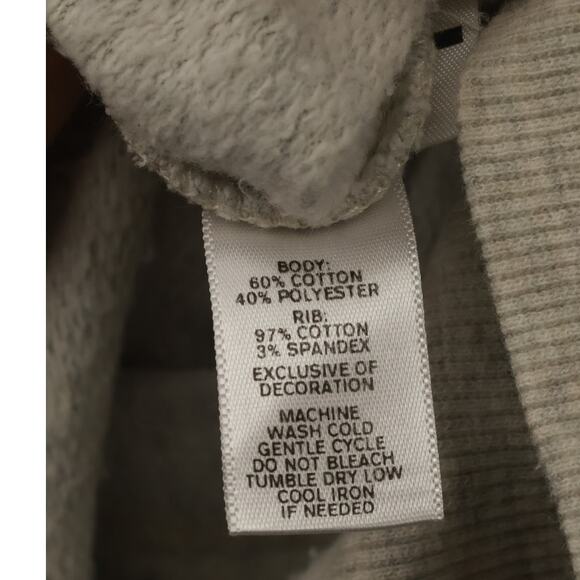 BODY:
60% COTTON
40% POLYESTER
RIB:
97% COTTON
3% SPANDEX
EXCLUSIVE OF
DECORATION
MACHINE
WASH COLD
GENTLE CYCLE
DO NOT BLEACH
TUMBLE DRY LOW
COOL IRON
IF NEEDED